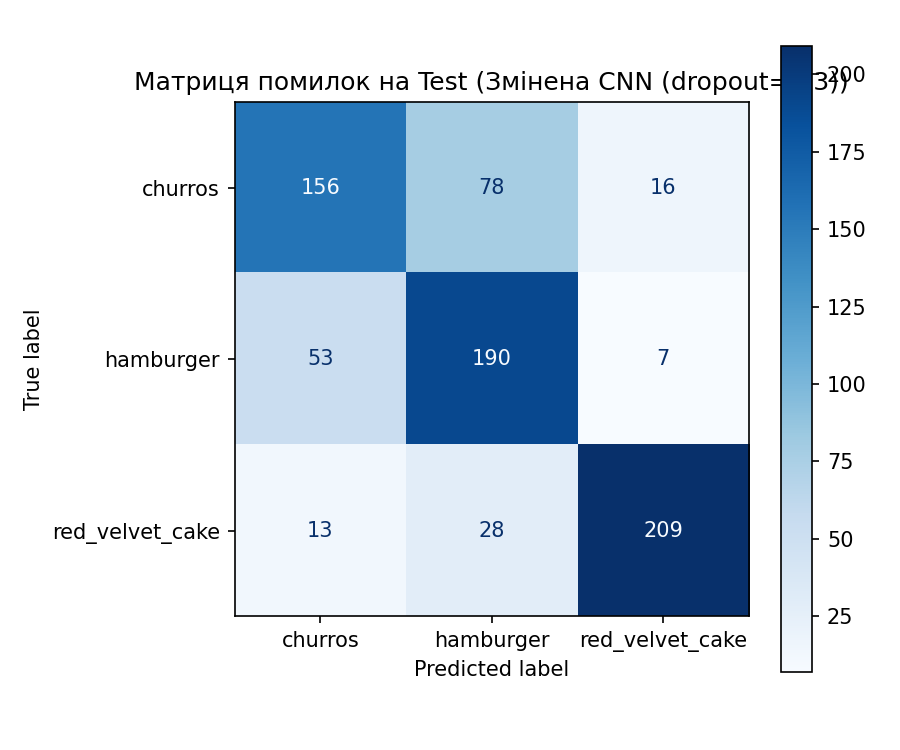 Матриця помилок на Test (Змінена CNN (dropout= 3))
200
175
150
125
100
75
50
25
True label
churros
156 78 16
hamburger
53 190 7
red_velvet_cake
13 28 209
churros hamburger red_velvet_cake
Predicted label